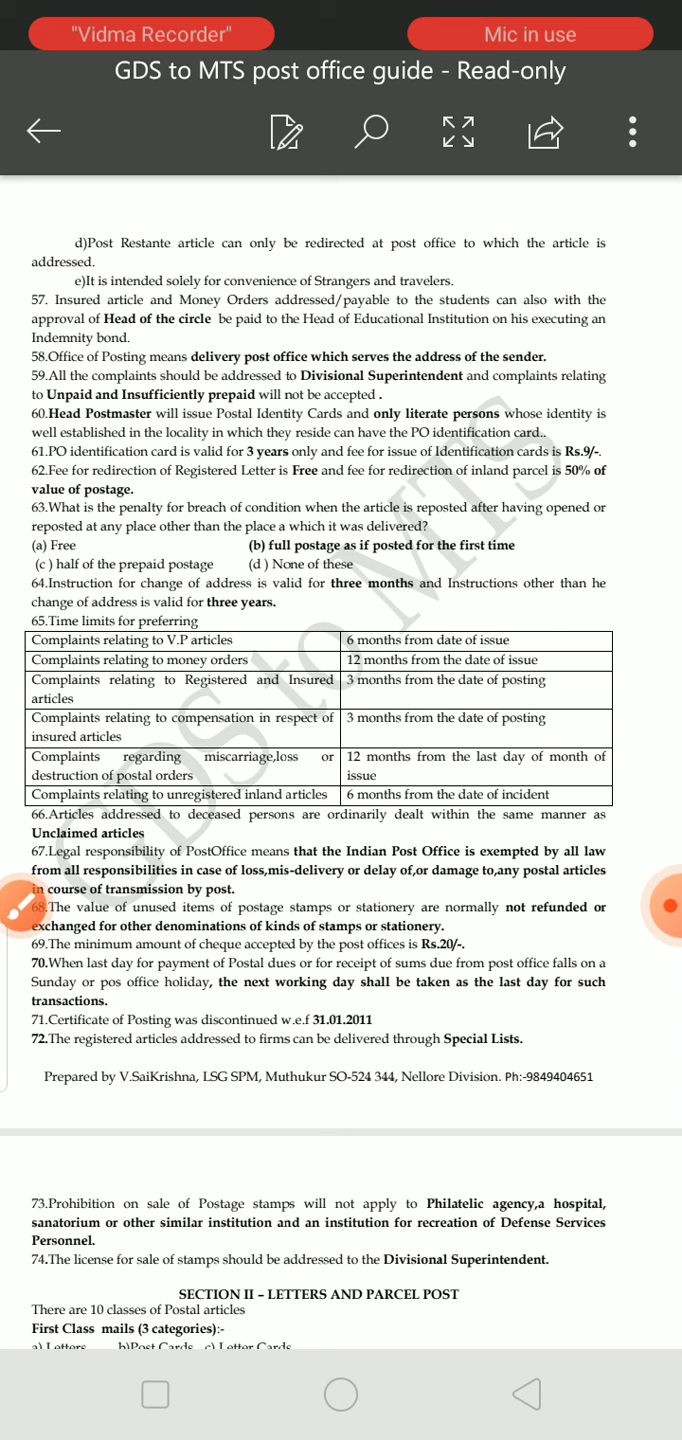 "Vidma Recorder" Mic in use
GDS to MTS post office guide - Read-only
d)Post Restante article can only be redirected at post office to which the article is
addressed.
e)It is intended solely for convenience of Strangers and travelers.
57. Insured article and Money Orders addressed/payable to the students can also with the
approval of Head of the circle be paid to the Head of Educational Institution on his executing an
Indemnity bond.
58.Office of Posting means delivery post office which serves the address of the sender.
59.All the complaints should be addressed to Divisional Superintendent and complaints relating
to Unpaid and Insufficiently prepaid will not be accepted .
60.Head Postmaster will issue Postal Identity Cards and only literate persons whose identity is
well established in the locality in which they reside can have the PO identification card..
61.PO identification card is valid for 3 years only and fee for issue of Identification cards is Rs.9/-.
62.Fee for redirection of Registered Letter is Free and fee for redirection of inland parcel is 50% of
value of postage.
63.What is the penalty for breach of condition when the article is reposted after having opened or
reposted at any place other than the place a which it was delivered?
(a) Free (b) full postage as if posted for the first time
(c ) half of the prepaid postage (d ) None of these
64.Instruction for change of address is valid for three months and Instructions other than he
change of address is valid for three years.
65.Time limits for preferring
Complaints relating to V.P articles 6 months from date of issue
Complaints relating to money orders 12 months from the date of issue
Complaints relating to Registered and Insured 3 months from the date of posting
articles
Complaints relating to compensation in respect of 3 months from the date of posting
insured articles
Complaints regarding miscarriage,loss or 12 months from the last day of month of
destruction of postal orders issue
Complaints relating to unregistered inland articles 6 months from the date of incident
66.Articles addressed to deceased persons are ordinarily dealt within the same manner as
Unclaimed articles
67.Legal responsibility of PostOffice means that the Indian Post Office is exempted by all law
from all responsibilities in case of loss,mis-delivery or delay of,or damage to,any postal articles
in course of transmission by post.
68.The value of unused items of postage stamps or stationery are normally not refunded or
exchanged for other denominations of kinds of stamps or stationery.
69.The minimum amount of cheque accepted by the post offices is Rs.20/-.
70.When last day for payment of Postal dues or for receipt of sums due from post office falls on a
Sunday or pos office holiday, the next working day shall be taken as the last day for such
transactions.
71.Certificate of Posting was discontinued w.e.f 31.01.2011
72.The registered articles addressed to firms can be delivered through Special Lists.
Prepared by V.SaiKrishna, LSG SPM, Muthukur SO-524 344, Nellore Division. Ph:-9849404651
GDS to MTS
73.Prohibition on sale of Postage stamps will not apply to Philatelic agency,a hospital,
sanatorium or other similar institution and an institution for recreation of Defense Services
Personnel.
74.The license for sale of stamps should be addressed to the Divisional Superintendent.
SECTION II – LETTERS AND PARCEL POST
There are 10 classes of Postal articles
First Class mails (3 categories):-
a) Letters b)Post Cards c) Letter Cards